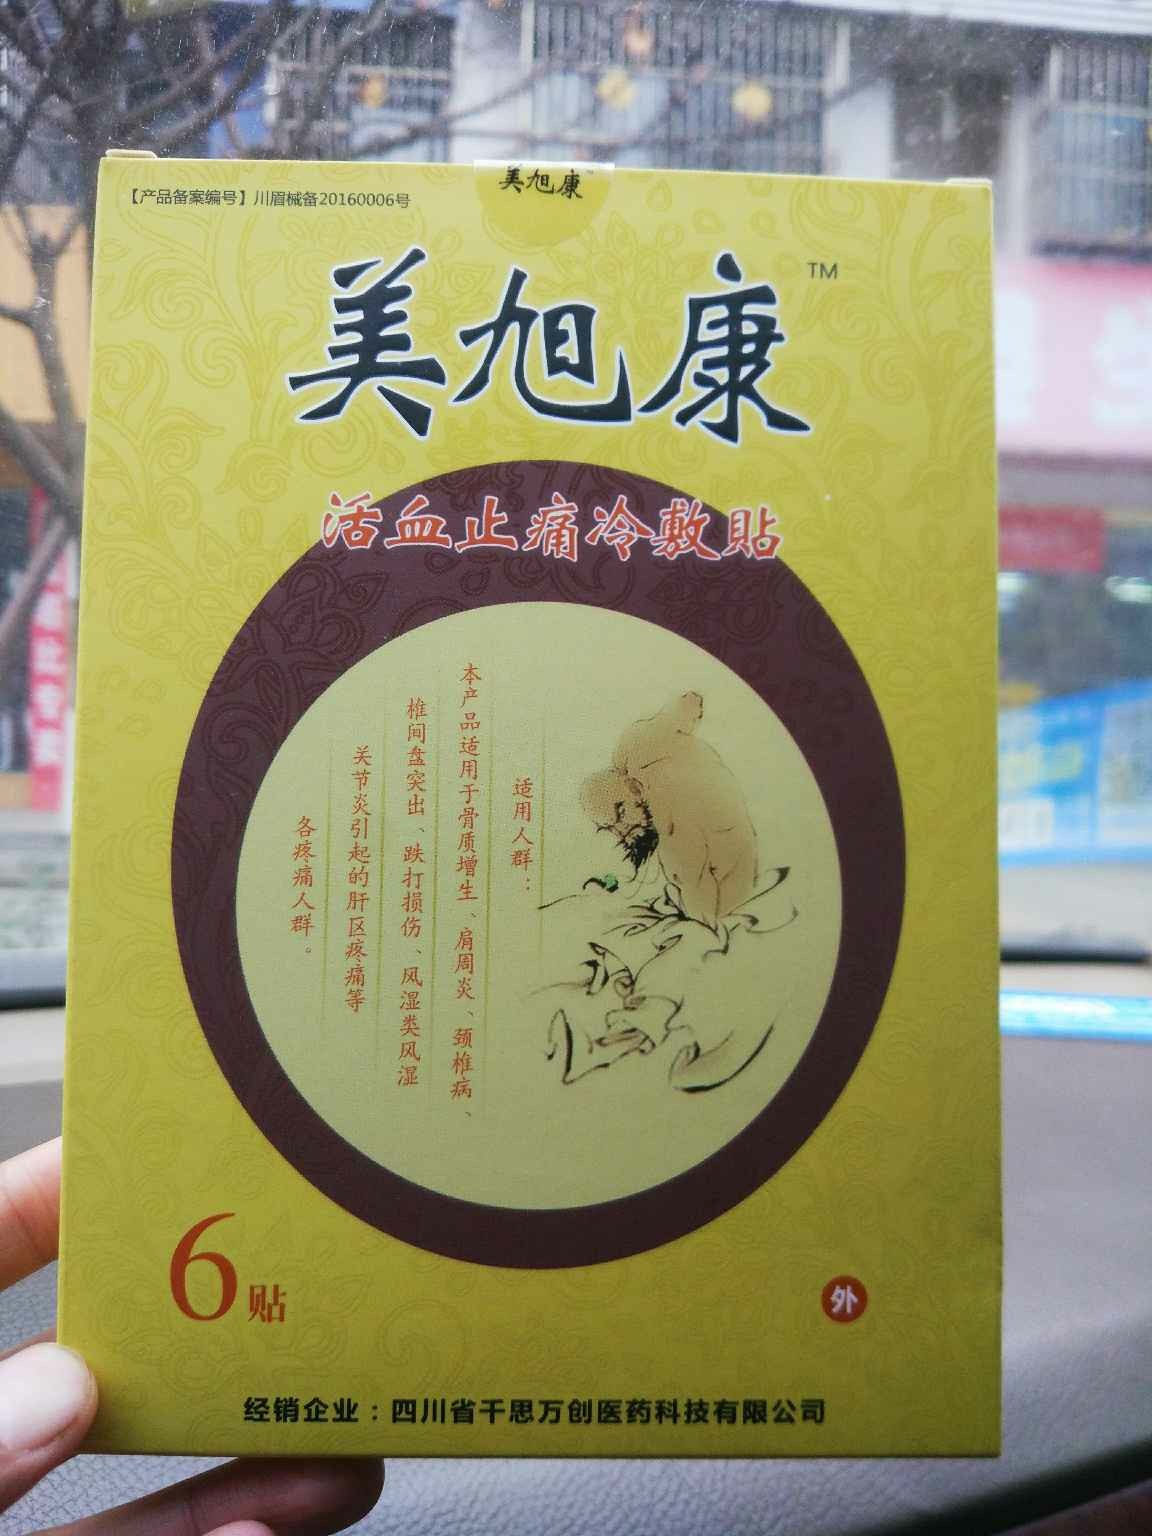 美旭康
【产品备案编号】川眉械备20160006号
美旭康™
活血止痛冷敷貼
适用人群：
本产品适用于骨质增生、肩周炎、颈椎病、
椎间盘突出、跌打损伤、风湿类风湿
关节炎引起的肝区疼痛等
各疼痛人群。
6贴
外
经销企业：四川省千思万创医药科技有限公司